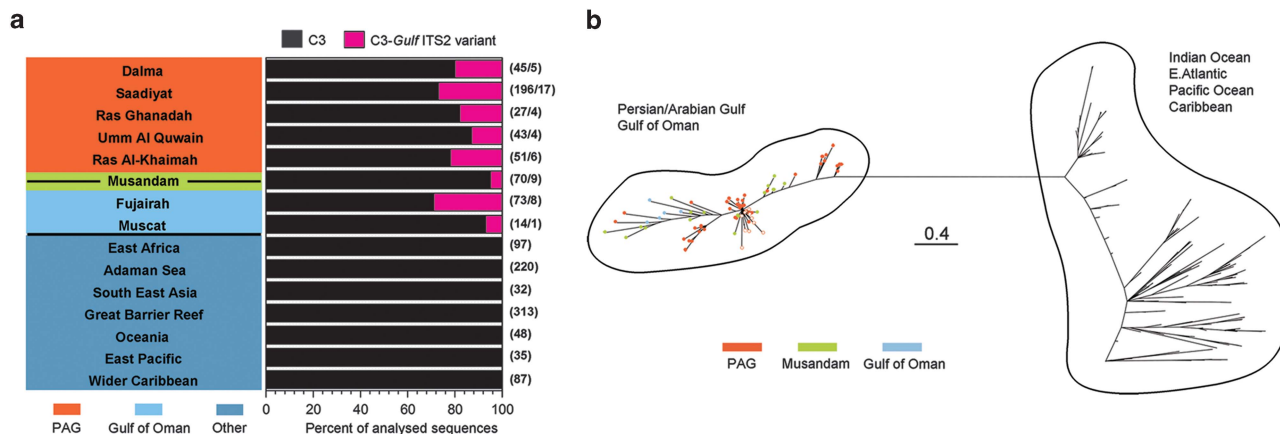 a
C3
C3-Gulf ITS2 variant
Dalma (45/5)
Saadiyat (196/17)
Ras Ghanadah (27/4)
Umm Al Quwain (43/4)
Ras Al-Khaimah (51/6)
Musandam (70/9)
Fujairah (73/8)
Muscat (14/1)
East Africa (97)
Adaman Sea (220)
South East Asia (32)
Great Barrier Reef (313)
Oceania (48)
East Pacific (35)
Wider Caribbean (87)
0 20 40 60 80 100
Percent of analysed sequences
PAG
Gulf of Oman
Other
b
Persian/Arabian Gulf
Gulf of Oman
Indian Ocean
E.Atlantic
Pacific Ocean
Caribbean
0.4
PAG
Musandam
Gulf of Oman